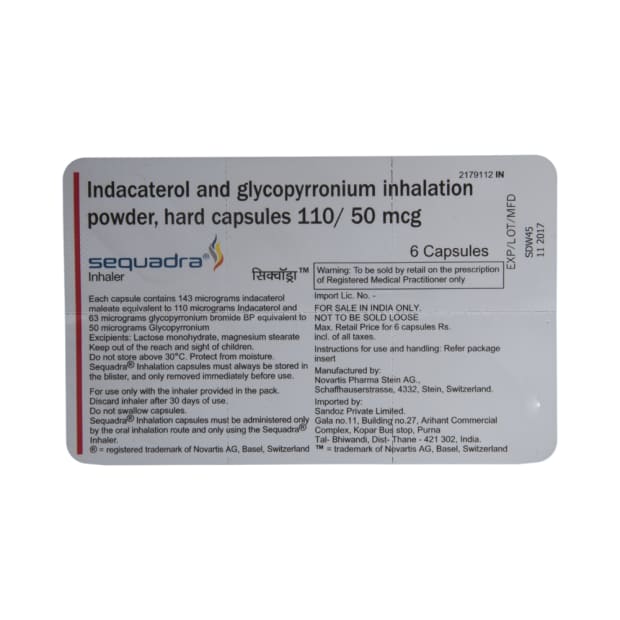 2179112 IN
Indacaterol and glycopyrronium inhalation
powder, hard capsules 110/ 50 mcg
sequadra®
Inhaler
सिक्वॉड्रा™
6 Capsules
EXP/LOT/MFD
SDW45
11 2017
Warning: To be sold by retail on the prescription
of Registered Medical Practitioner only
Each capsule contains 143 micrograms indacaterol
maleate equivalent to 110 micrograms Indacaterol and
63 micrograms glycopyrronium bromide BP equivalent to
50 micrograms Glycopyrronium
Excipients: Lactose monohydrate, magnesium stearate
Keep out of the reach and sight of children.
Do not store above 30°C. Protect from moisture.
Sequadra® Inhalation capsules must always be stored in
the blister, and only removed immediately before use.
For use only with the inhaler provided in the pack.
Discard inhaler after 30 days of use.
Do not swallow capsules.
Sequadra® Inhalation capsules must be administered only
by the oral inhalation route and only using the Sequadra®
Inhaler.
® = registered trademark of Novartis AG, Basel, Switzerland
Import Lic. No. -
FOR SALE IN INDIA ONLY.
NOT TO BE SOLD LOOSE
Max. Retail Price for 6 capsules Rs.
incl. of all taxes.
Instructions for use and handling: Refer package
insert
Manufactured by:
Novartis Pharma Stein AG.,
Schaffhauserstrasse, 4332, Stein, Switzerland.
Imported by:
Sandoz Private Limited.
Gala no.11, Building no.27, Arihant Commercial
Complex, Kopar Bus stop, Purna
Tal- Bhiwandi, Dist- Thane - 421 302, India.
™ = trademark of Novartis AG, Basel, Switzerland